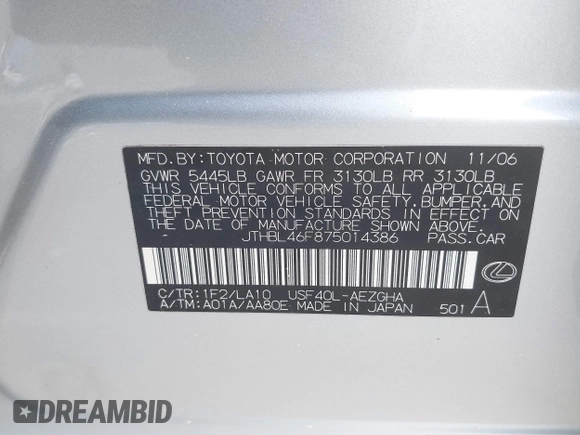 MFD.BY:TOYOTA MOTOR CORPORATION 11/06
GVWR 5445LB GAWR FR 3130LB RR 3130LB
THIS VEHICLE CONFORMS TO ALL APPLICABLE
FEDERAL MOTOR VEHICLE SAFETY,BUMPER,AND
THEFT PREVENTION STANDARDS IN EFFECT ON
THE DATE OF MANUFACTURE SHOWN ABOVE.
JTHBL46F875014386 PASS.CAR
C/TR:1F2/LA10 USF40L-AEZGHA
A/TM:A01A/AA80E MADE IN JAPAN 501 A
DREAMBID